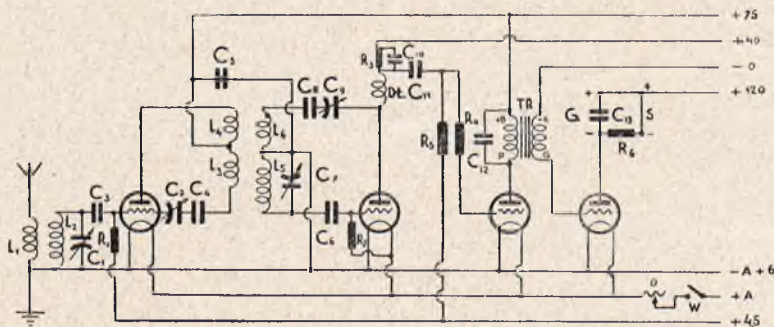 +75
+40
- 0
+120
C5
C8 C9
R3
C10
Dt. C11
L4
L6
L3
L5
R5
R4
+B
TR
C12
P
G
+ +
G
C13
S
R6
- -
L1
L2
C3
C1
R1
C2
C4
C7
C6
R2
-A+6
+A
0
W
+45